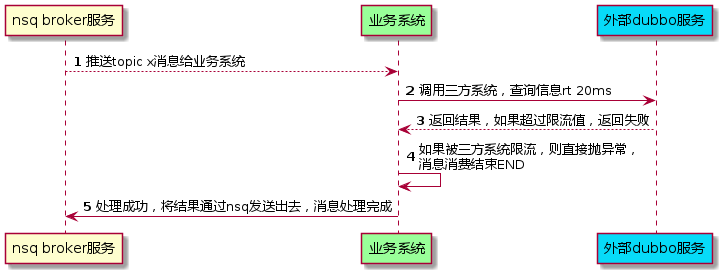 nsq broker服务 业务系统 外部dubbo服务
1 推送topic x消息给业务系统
2 调用三方系统，查询信息rt 20ms
3 返回结果，如果超过限流值，返回失败
4 如果被三方系统限流，则直接抛异常，
消息消费结束END
5 处理成功，将结果通过nsq发送出去，消息处理完成
nsq broker服务 业务系统 外部dubbo服务